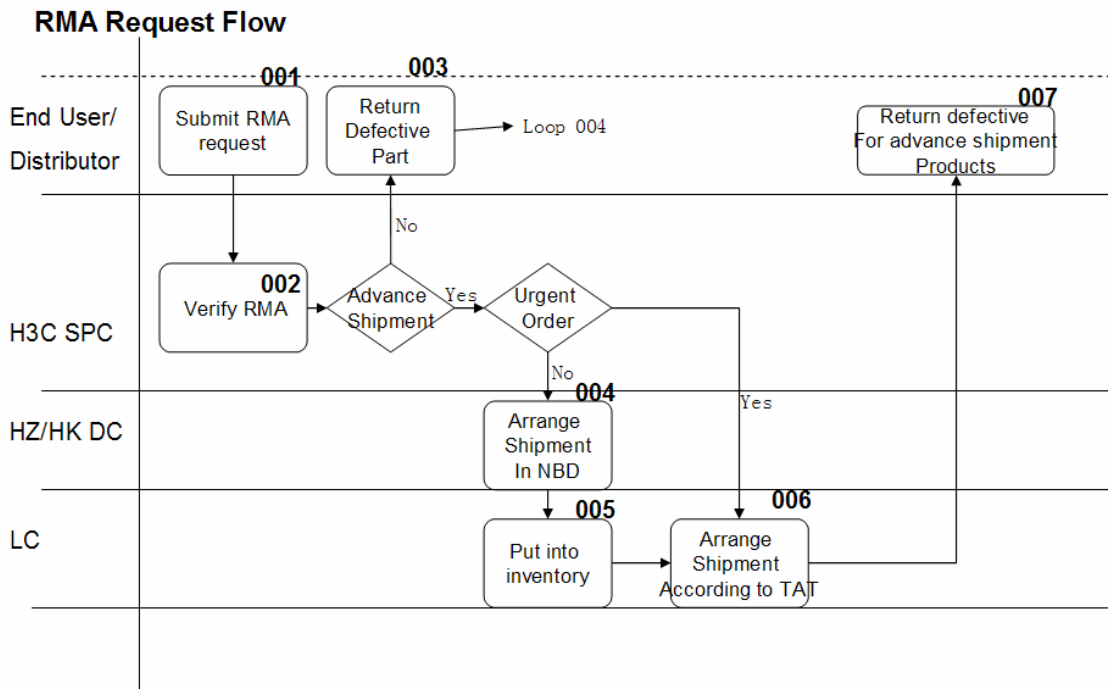 RMA Request Flow
001
003
007
End User/
Distributor
Submit RMA
request
Return
Defective
Part
Loop 004
Return defective
For advance shipment
Products
No
H3C SPC
002
Verify RMA
Advance
Shipment
Yes
Urgent
Order
No
Yes
HZ/HK DC
004
Arrange
Shipment
In NBD
LC
005
Put into
inventory
006
Arrange
Shipment
According to TAT